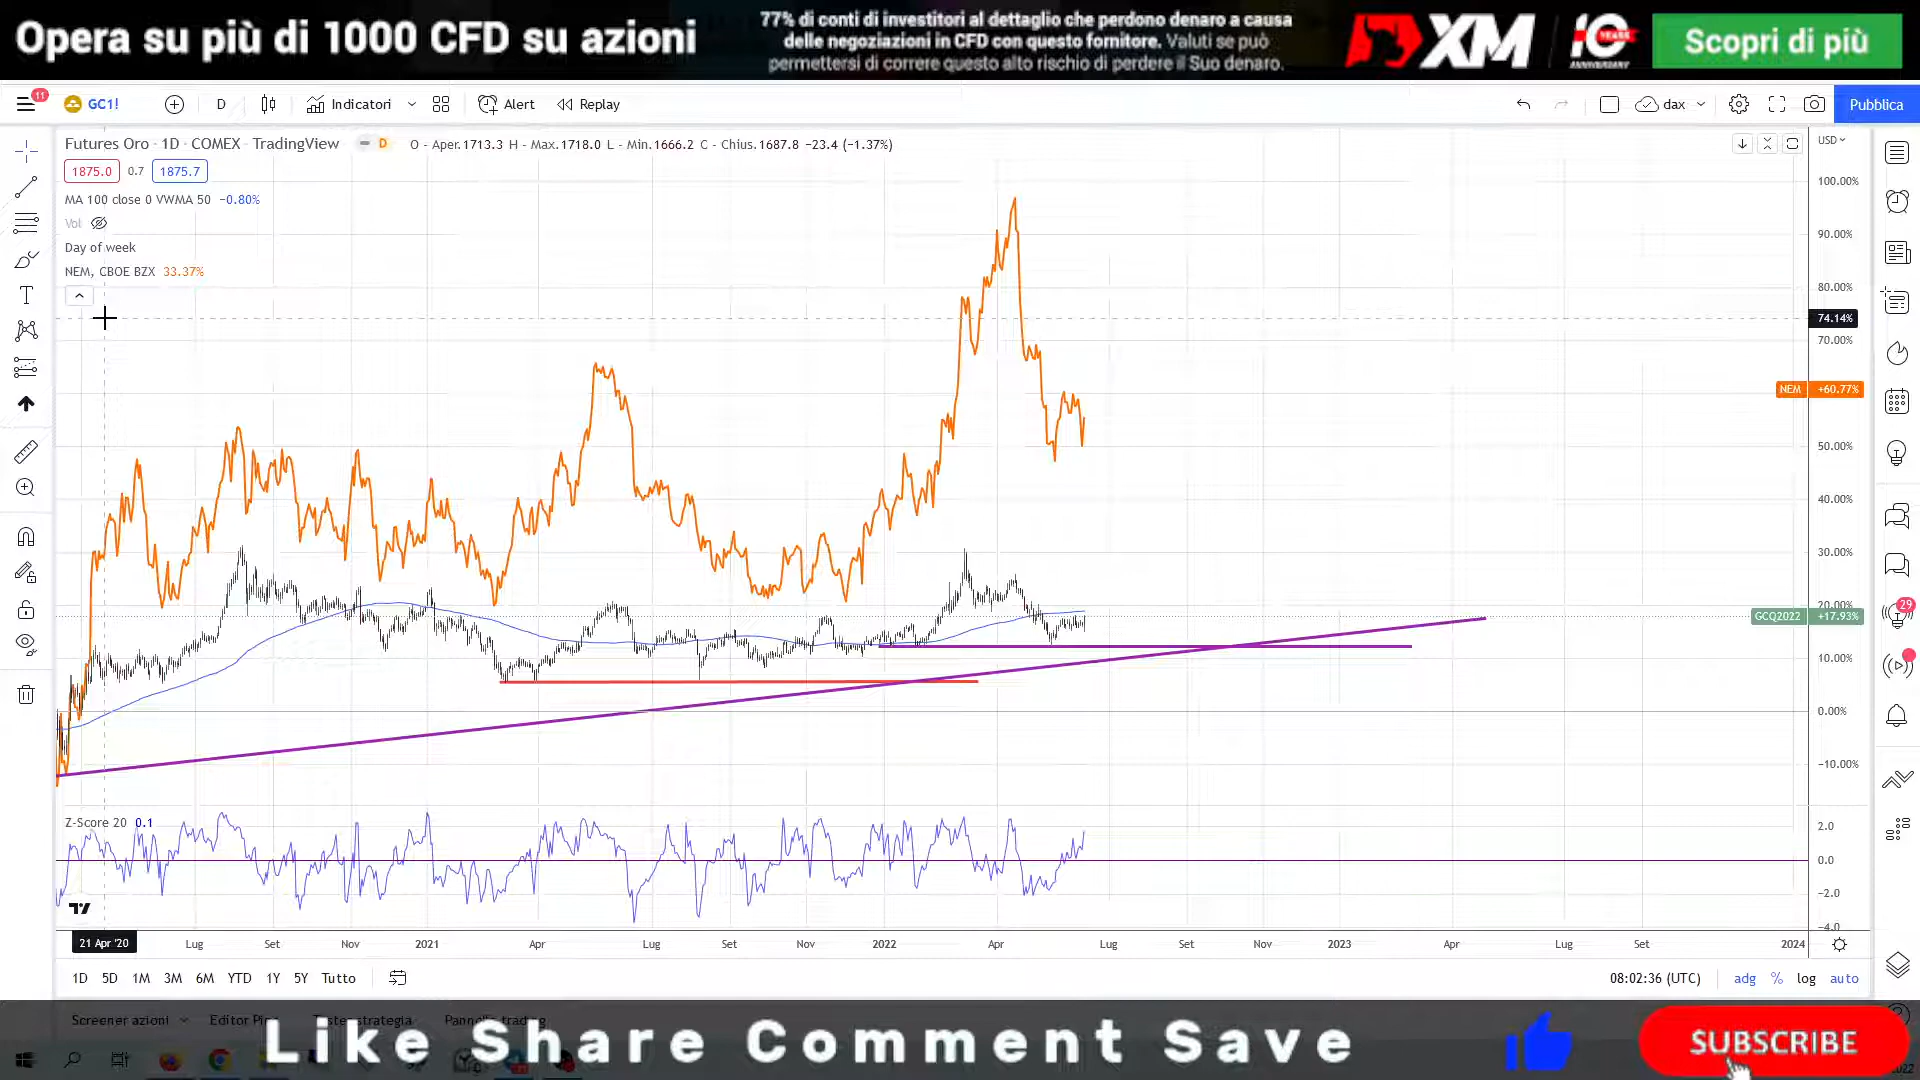 Opera su più di 1000 CFD su azioni
77% di conti di investitori al dettaglio che perdono denaro a causa
delle negoziazioni in CFD con questo fornitore. Valuti se può
permettersi di correre questo alto rischio di perdere il Suo denaro.
XM
10 YEARS
ANNIVERSARY
Scopri di più
11
GC1!
D
Indicatori
Alert
Replay
dax
Pubblica
Futures Oro · 1D · COMEX · TradingView
D
O - Aper.1713.3 H - Max.1718.0 L - Min.1666.2 C - Chius.1687.8 −23.4 (−1.37%)
USD
1875.0
0.7
1875.7
MA 100 close 0 VWMA 50 −0.80%
Vol
Day of week
NEM, CBOE BZX 33.37%
100.00%
90.00%
80.00%
74.14%
70.00%
NEM +60.77%
50.00%
40.00%
30.00%
20.00%
GCQ2022 +17.93%
10.00%
0.00%
−10.00%
29
Z-Score 20 0.1
2.0
0.0
−2.0
−4.0
21 Apr '20
Lug
Set
Nov
2021
Apr
Lug
Set
Nov
2022
Apr
Lug
Set
Nov
2023
Apr
Lug
Set
2024
1D 5D 1M 3M 6M YTD 1Y 5Y Tutto
08:02:36 (UTC)
adg % log auto
Screener azioni
Like Share Comment Save
SUBSCRIBE